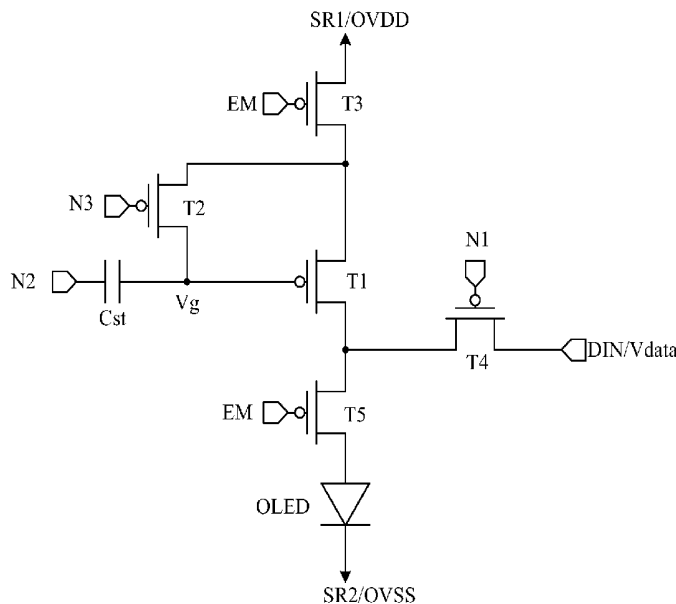 SR1/OVDD
EM
T3
N3
T2
N1
N2
Cst
Vg
T1
DIN/Vdata
T4
EM
T5
OLED
SR2/OVSS